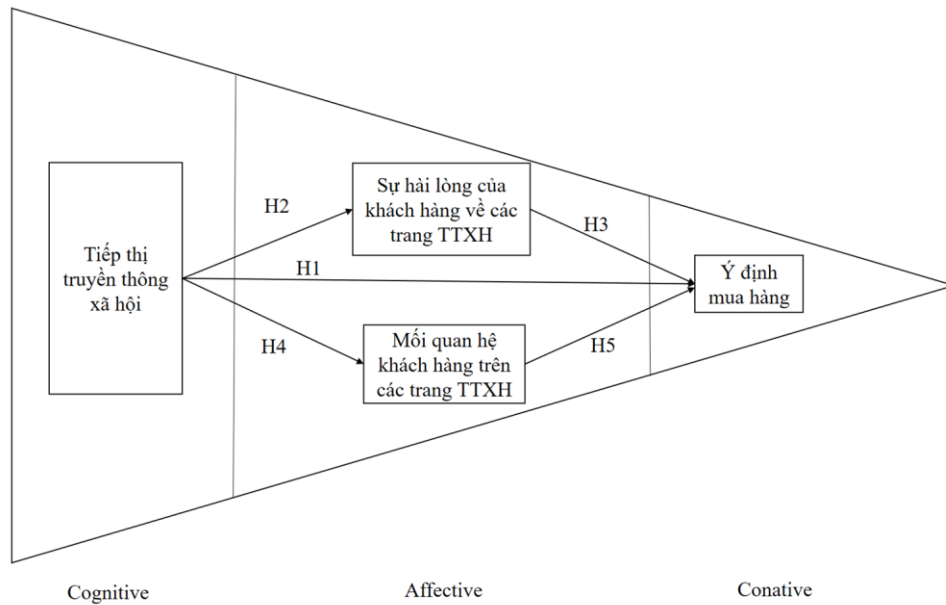 Tiếp thị
truyền thông
xã hội
H2
H1
H4
Sự hài lòng của
khách hàng về các
trang TTXH
Mối quan hệ
khách hàng trên
các trang TTXH
H3
H5
Ý định
mua hàng
Cognitive
Affective
Conative